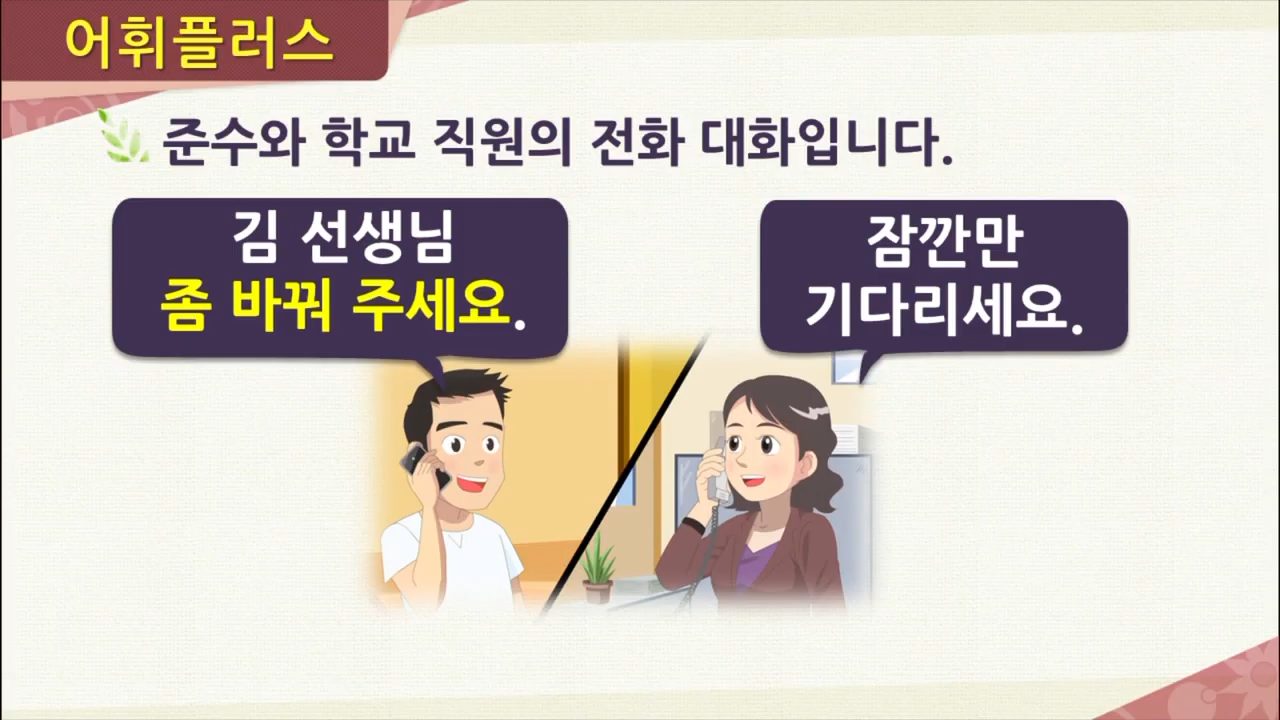 어휘플러스
준수와 학교 직원의 전화 대화입니다.
김 선생님
좀 바꿔 주세요.
잠깐만
기다리세요.